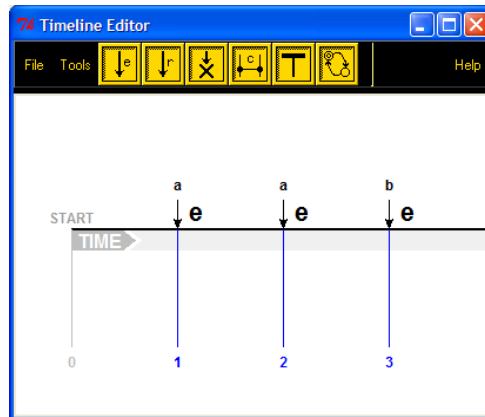 Timeline Editor
File Tools e r c T Help
a a b
e e e
START
TIME
0 1 2 3